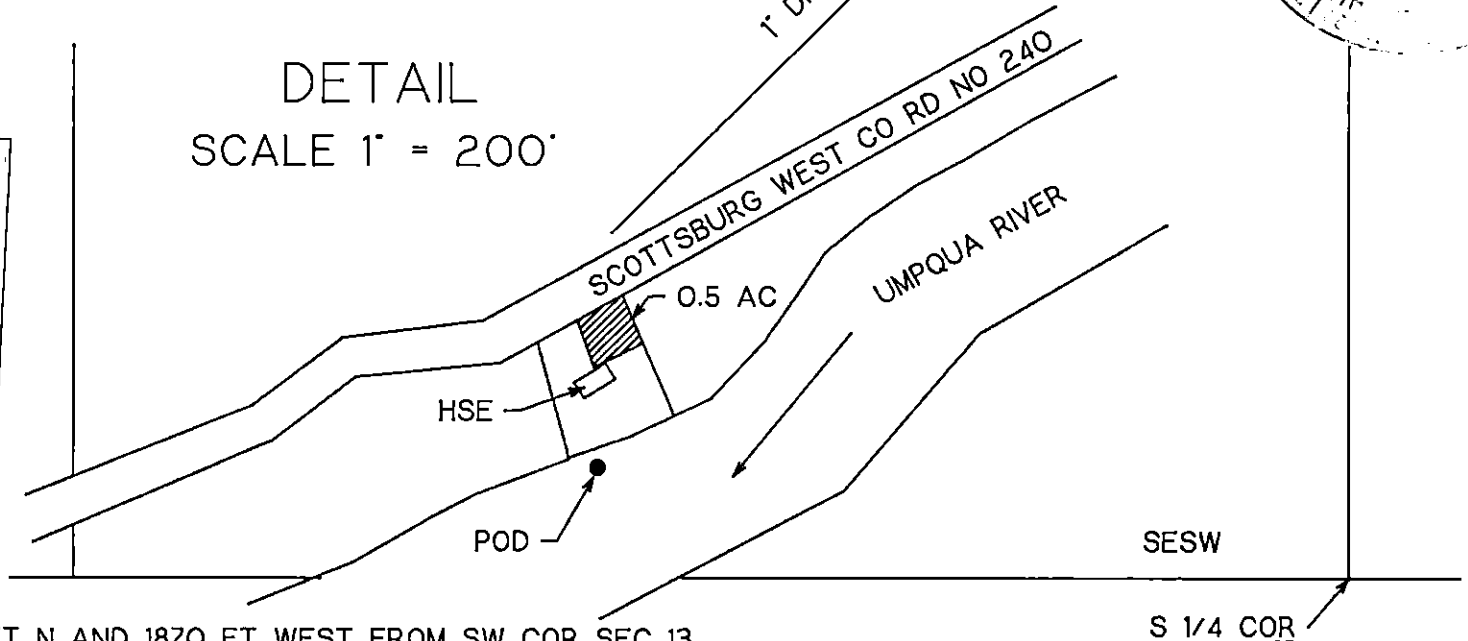 DETAIL
SCALE 1" = 200'
1"
SCOTTSBURG WEST CO RD NO 240
UMPQUA RIVER
0.5 AC
HSE
POD
SESW
S 1/4 COR
T N AND 1870 FT WEST FROM SW COR SEC 13